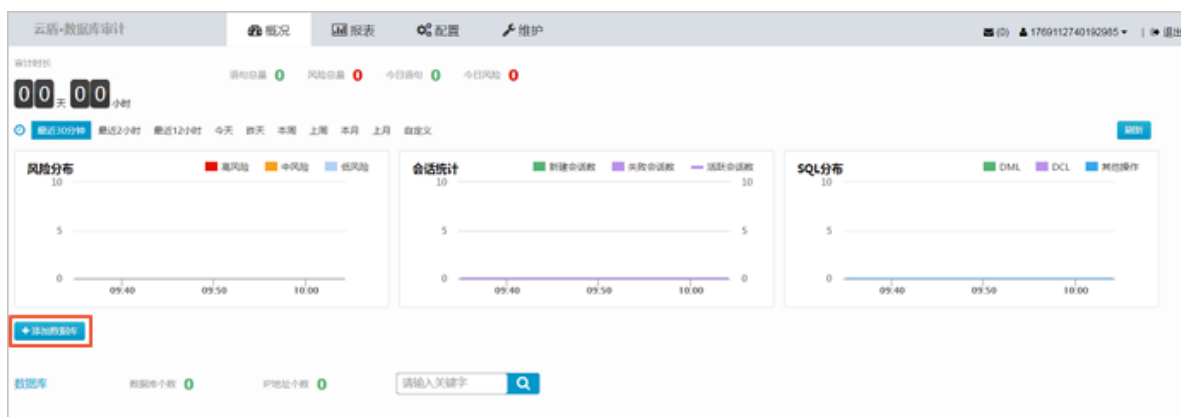 云盾•数据库审计 概况 报表 配置 维护 (0) 1769112740192985 | 退出
审计时长
语句总量 0 风险总量 0 今日语句 0 今日风险 0
00 天 00 小时
最近30分钟 最近2小时 最近12小时 今天 昨天 本周 上周 本月 上月 自定义 刷新
风险分布 高风险 中风险 低风险
10
5
0
09:40 09:50 10:00
会话统计 新建会话数 失败会话数 活跃会话数
10 10
5 5
0 0
09:40 09:50 10:00
SQL分布 DML DCL 其他操作
10
5
0
09:40 09:50 10:00
+添加数据库
数据库 数据库个数 0 IP地址个数 0 请输入关键字